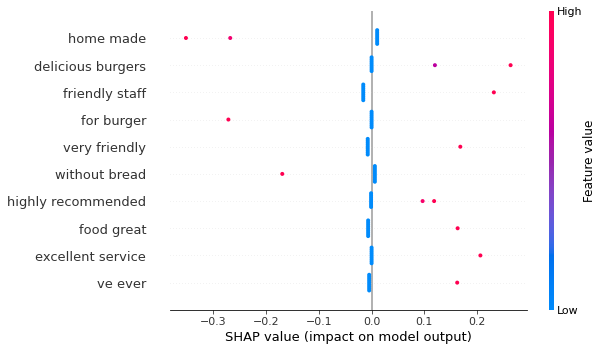 High
home made
delicious burgers
friendly staff
for burger
very friendly
without bread
highly recommended
food great
excellent service
ve ever
Feature value
Low
−0.3 −0.2 −0.1 0.0 0.1 0.2
SHAP value (impact on model output)